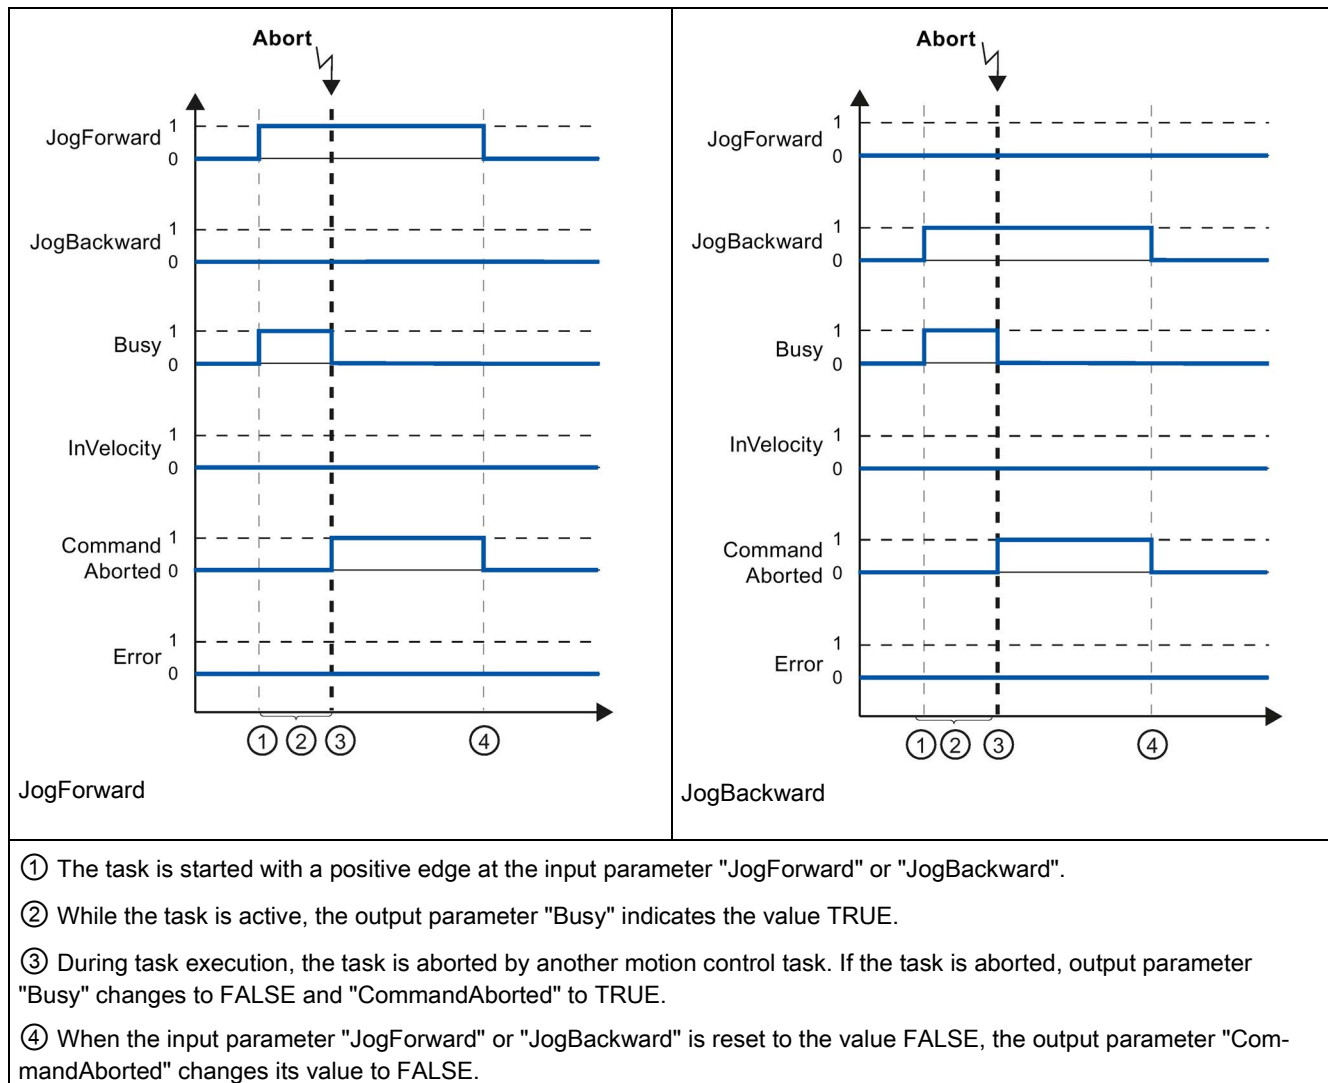 Abort
JogForward 1
0
JogBackward 1
0
Busy 1
0
InVelocity 1
0
Command
Aborted 1
0
Error 1
0
① ② ③ ④
JogForward
Abort
JogForward 1
0
JogBackward 1
0
Busy 1
0
InVelocity 1
0
Command
Aborted 1
0
Error 1
0
① ② ③ ④
JogBackward
① The task is started with a positive edge at the input parameter "JogForward" or "JogBackward".
② While the task is active, the output parameter "Busy" indicates the value TRUE.
③ During task execution, the task is aborted by another motion control task. If the task is aborted, output parameter
"Busy" changes to FALSE and "CommandAborted" to TRUE.
④ When the input parameter "JogForward" or "JogBackward" is reset to the value FALSE, the output parameter "Com-
mandAborted" changes its value to FALSE.